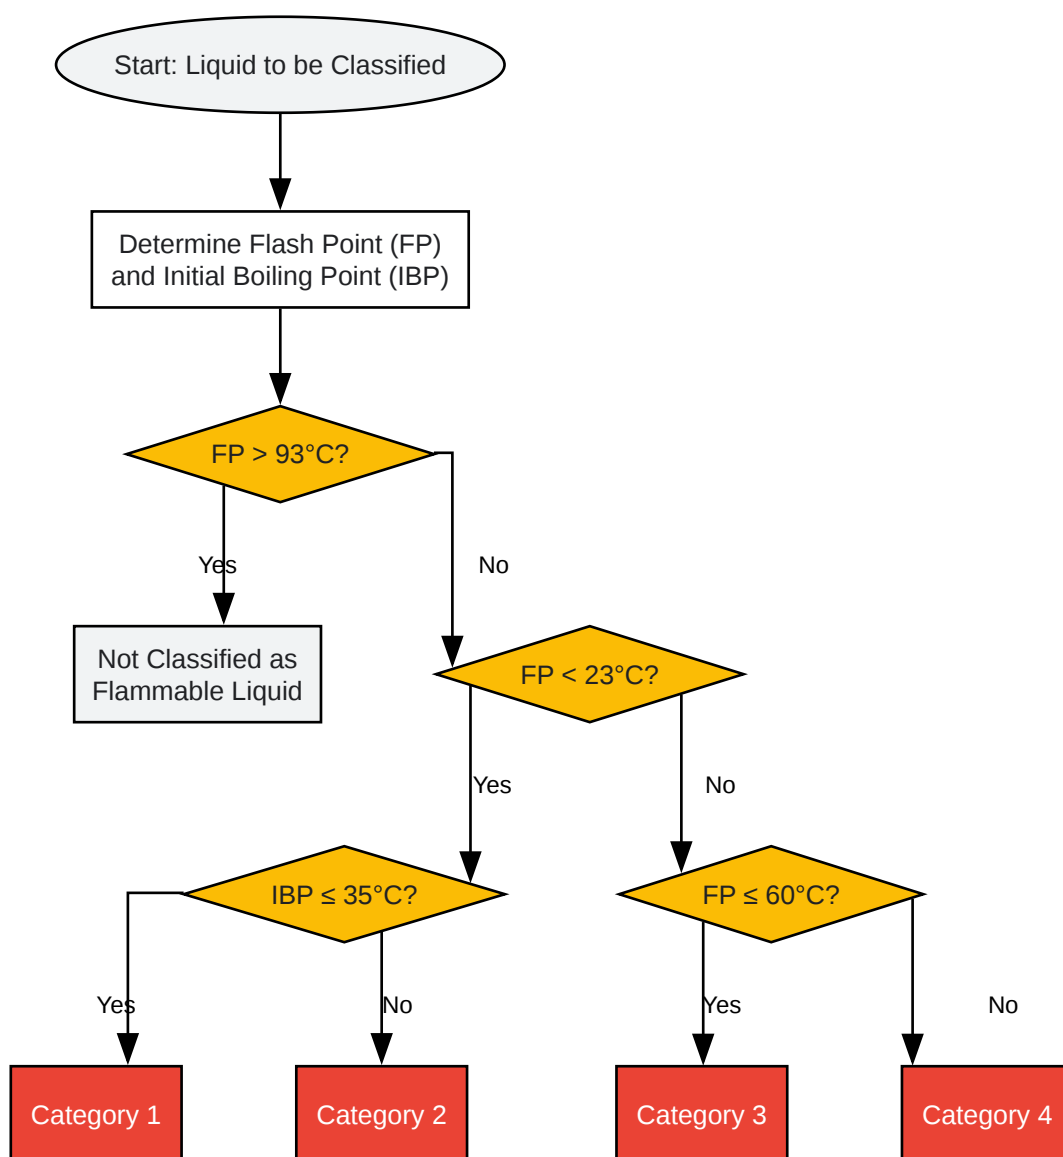 Start: Liquid to be Classified
Determine Flash Point (FP)
and Initial Boiling Point (IBP)
FP > 93°C?
Yes
No
Not Classified as
Flammable Liquid
FP < 23°C?
Yes
No
IBP ≤ 35°C?
FP ≤ 60°C?
Yes
No
Yes
No
Category 1
Category 2
Category 3
Category 4